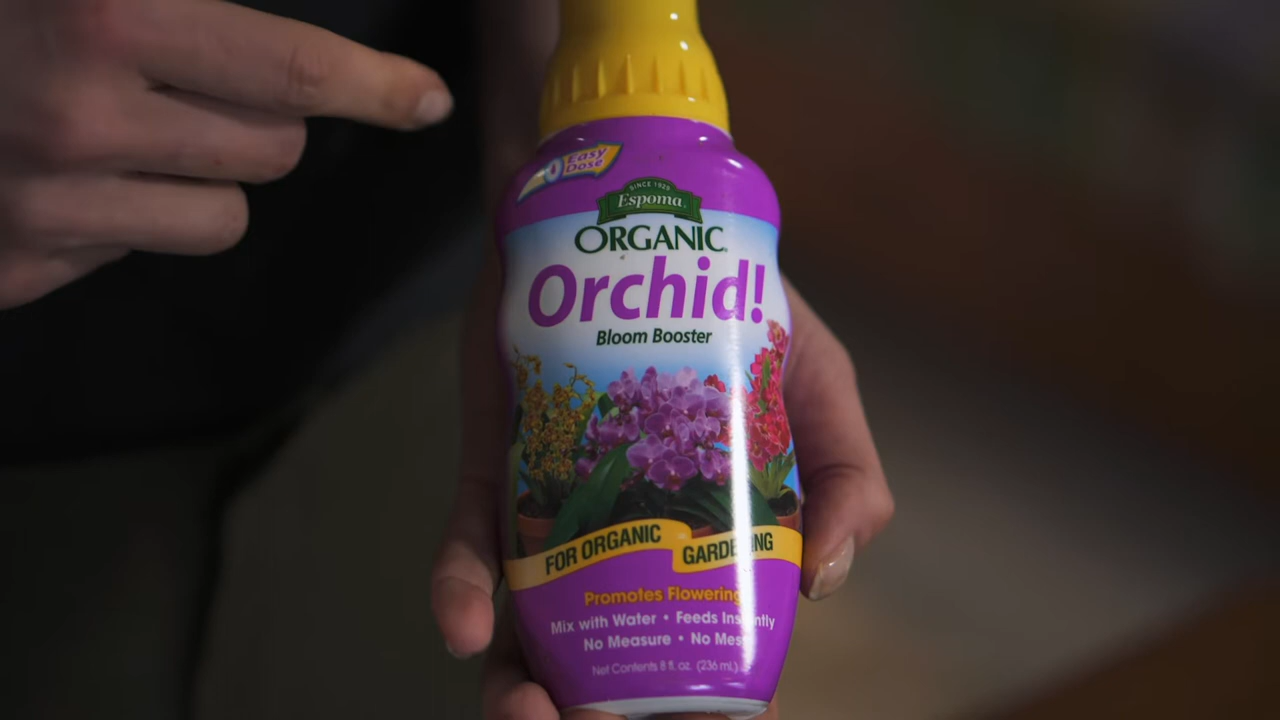 Easy
Dose
SINCE 1929
Espoma
ORGANIC
Orchid!
Bloom Booster
FOR ORGANIC GARDENING
Promotes Flowering
Mix with Water • Feeds Instantly
No Measure • No Mess
Net Contents 8 fl. oz. (236 mL)